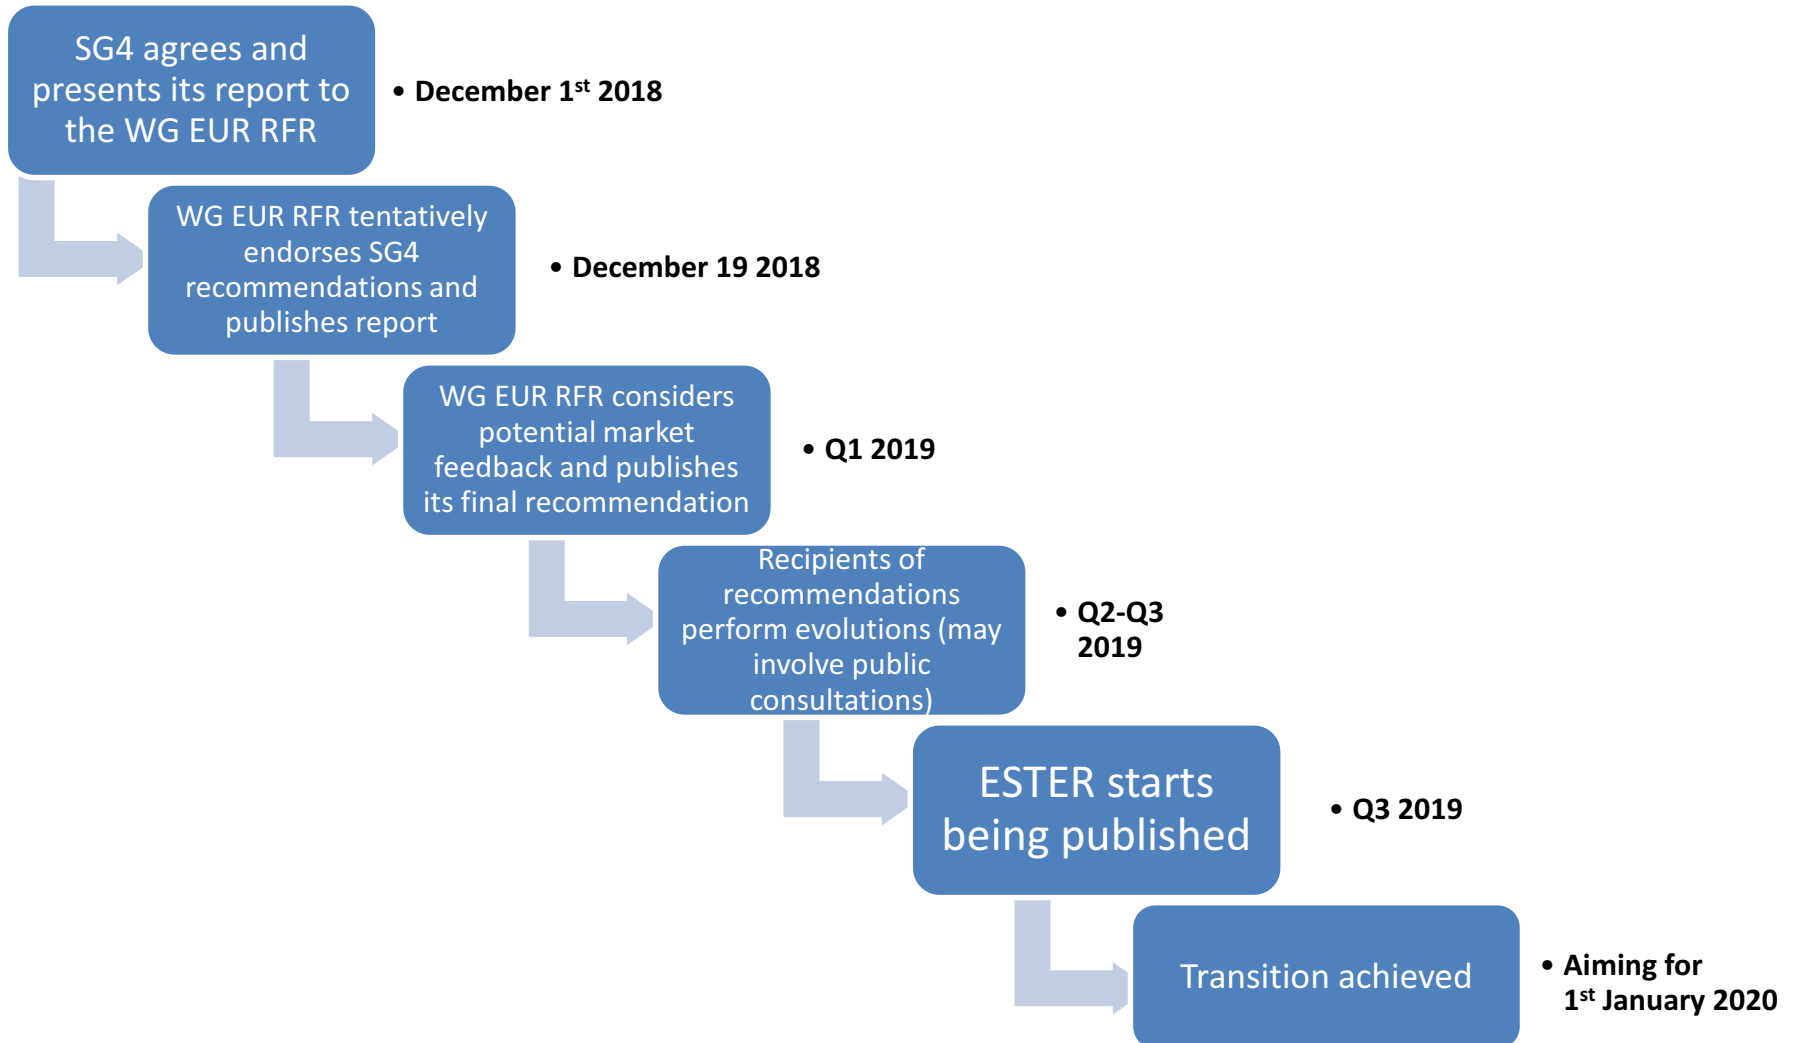 SG4 agrees and
presents its report to
the WG EUR RFR
• December 1st 2018
WG EUR RFR tentatively
endorses SG4
recommendations and
publishes report
• December 19 2018
WG EUR RFR considers
potential market
feedback and publishes
its final recommendation
• Q1 2019
Recipients of
recommendations
perform evolutions (may
involve public
consultations)
• Q2-Q3
2019
ESTER starts
being published
• Q3 2019
Transition achieved
• Aiming for
1st January 2020